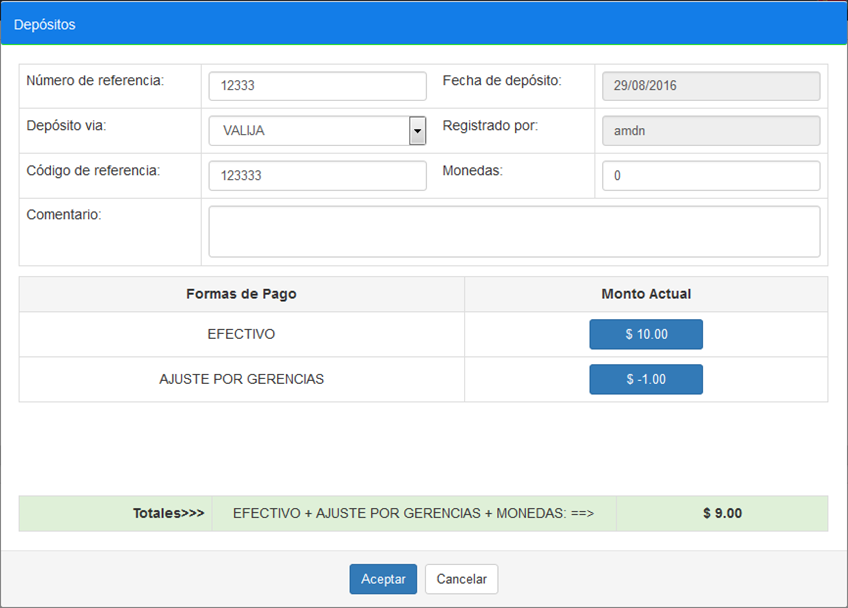 Depósitos
Número de referencia: 12333 Fecha de depósito: 29/08/2016
Depósito via: VALIJA Registrado por: amdn
Código de referencia: 123333 Monedas: 0
Comentario:
Formas de Pago Monto Actual
EFECTIVO $ 10.00
AJUSTE POR GERENCIAS $ -1.00
Totales>>> EFECTIVO + AJUSTE POR GERENCIAS + MONEDAS: ==> $ 9.00
Aceptar Cancelar